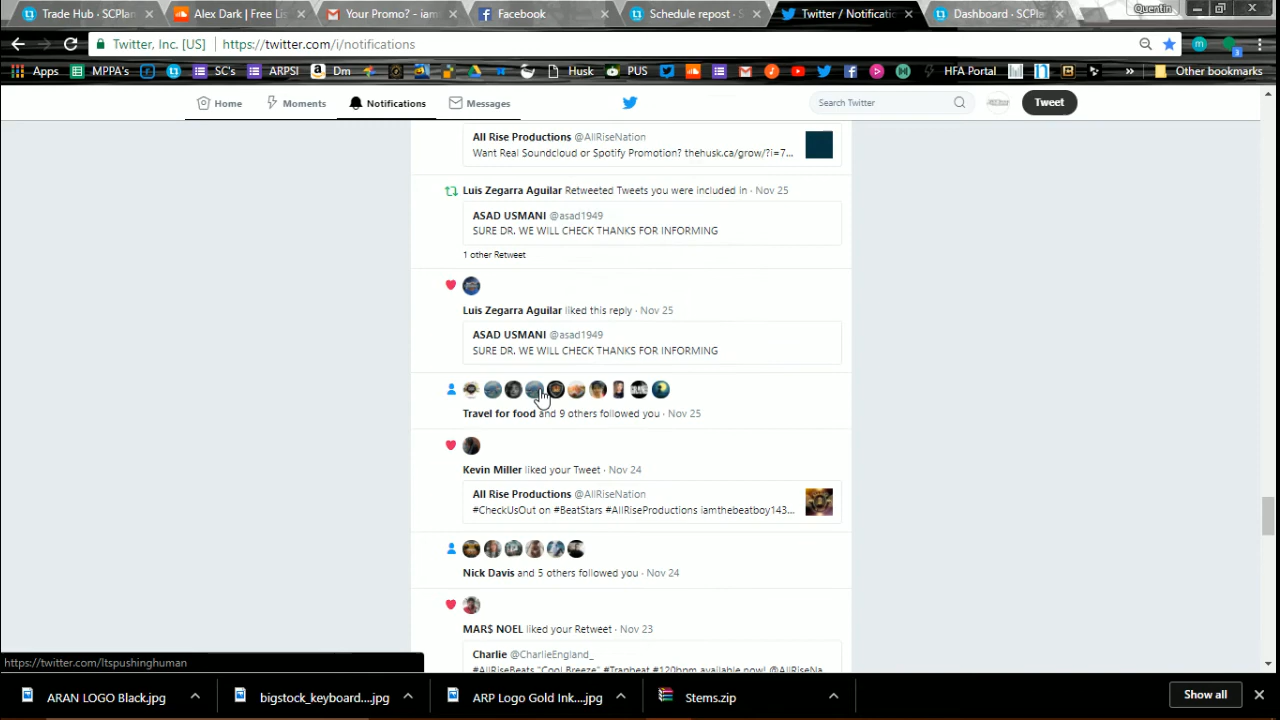 Trade Hub - SCPla
Alex Dark | Free Lis
Your Promo? - iam
Facebook
Schedule repost - S
Twitter / Notificatio
Dashboard - SCPla
Quentin
Twitter, Inc. [US]
https://twitter.com/i/notifications
Apps
MPPA's
SC's
ARPSI
Dm
Husk
PUS
HFA Portal
»
Other bookmarks
3
Home
Moments
Notifications
Messages
Search Twitter
Tweet
All Rise Productions @AllRiseNation
Want Real Soundcloud or Spotify Promotion? thehusk.ca/grow/?i=7...
Luis Zegarra Aguilar Retweeted Tweets you were included in · Nov 25
ASAD USMANI @asad1949
SURE DR. WE WILL CHECK THANKS FOR INFORMING
1 other Retweet
Luis Zegarra Aguilar liked this reply · Nov 25
ASAD USMANI @asad1949
SURE DR. WE WILL CHECK THANKS FOR INFORMING
Travel for food and 9 others followed you · Nov 25
Kevin Miller liked your Tweet · Nov 24
All Rise Productions @AllRiseNation
#CheckUsOut on #BeatStars #AllRiseProductions iamthebeatboy143...
Nick Davis and 5 others followed you · Nov 24
MAR$ NOEL liked your Retweet · Nov 23
Charlie @CharlieEngland_
#AllRiseBeats "Cool Breeze" #Trapbeat #120bpm available now! @AllRiseNa
https://twitter.com/Itspushinghuman
ARAN LOGO Black.jpg
bigstock_keyboard....jpg
ARP Logo Gold Ink....jpg
Stems.zip
Show all